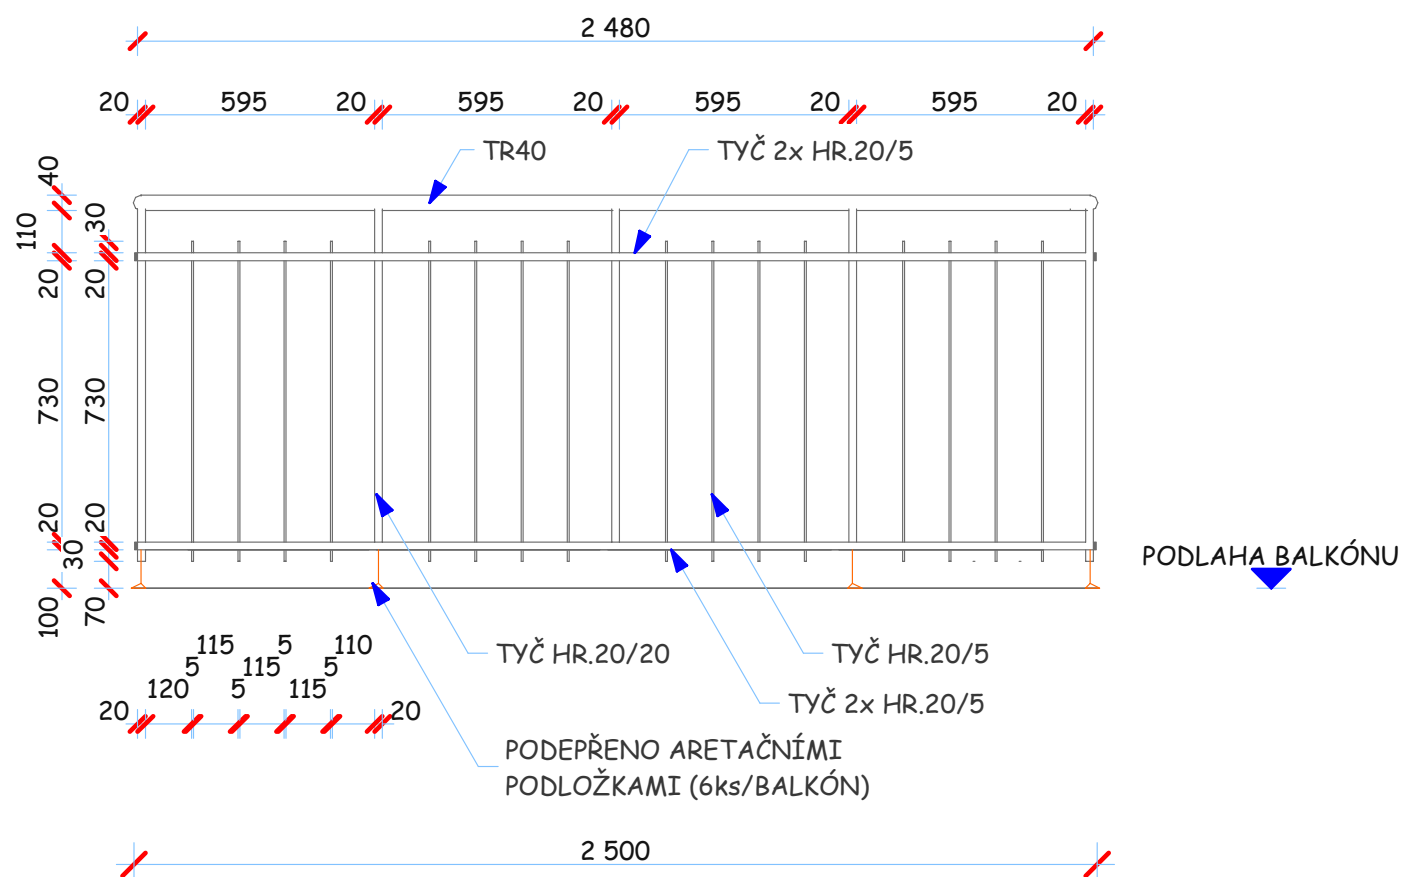 2 480
20 595 20 595 20 595 20 595 20
TR40
TYČ 2x HR.20/5
40
110
30
20
20
730
730
20
20
30
100
70
PODLAHA BALKÓNU
115 5 110
5 115 5
120 5 115
20 20
TYČ HR.20/20
TYČ HR.20/5
TYČ 2x HR.20/5
PODEPŘENO ARETAČNÍMI
PODLOŽKAMI (6ks/BALKÓN)
2 500